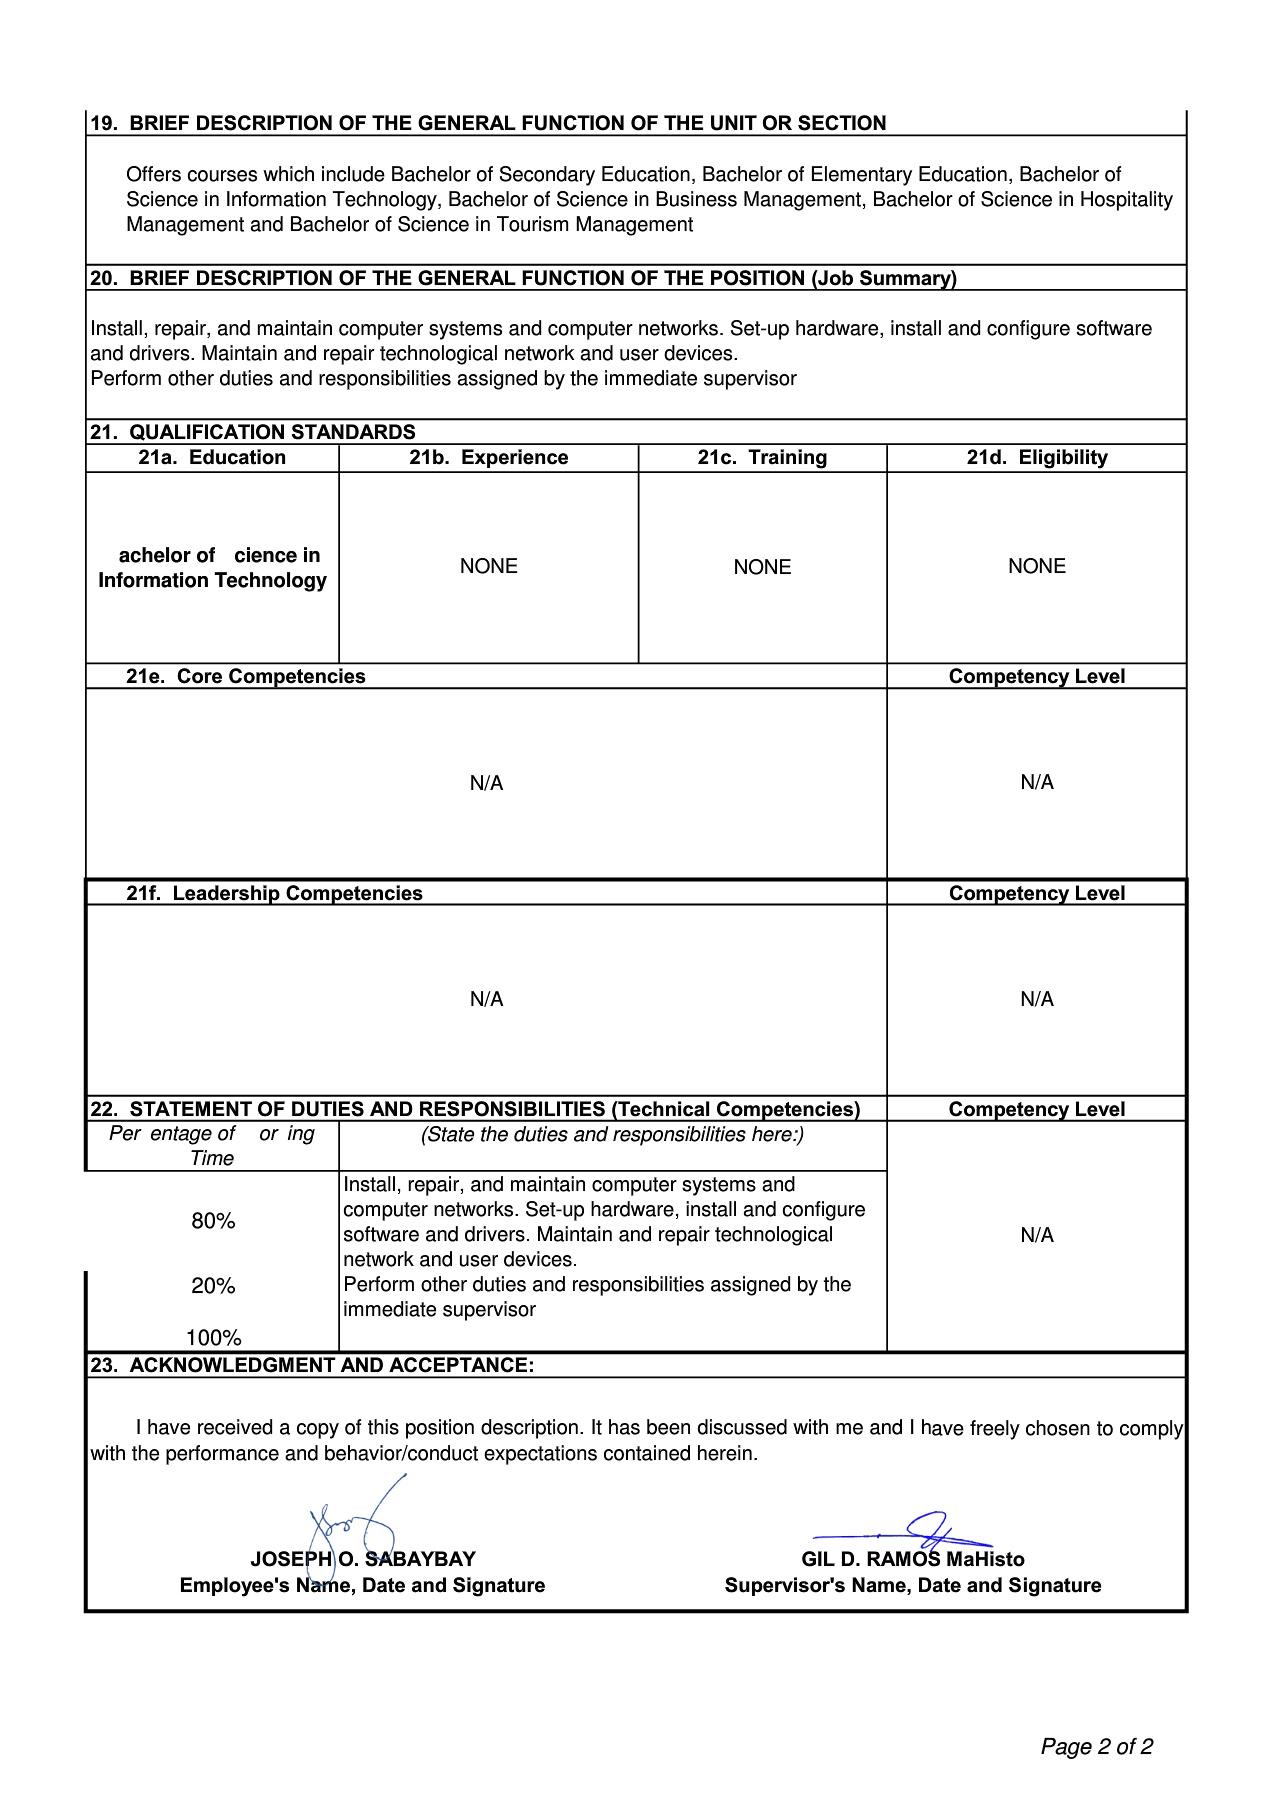 19. BRIEF DESCRIPTION OF THE GENERAL FUNCTION OF THE UNIT OR SECTION
Offers courses which include Bachelor of Secondary Education, Bachelor of Elementary Education, Bachelor of
Science in Information Technology, Bachelor of Science in Business Management, Bachelor of Science in Hospitality
Management and Bachelor of Science in Tourism Management
20. BRIEF DESCRIPTION OF THE GENERAL FUNCTION OF THE POSITION (Job Summary)
Install, repair, and maintain computer systems and computer networks. Set-up hardware, install and configure software
and drivers. Maintain and repair technological network and user devices.
Perform other duties and responsibilities assigned by the immediate supervisor
21. QUALIFICATION STANDARDS
21a. Education 21b. Experience 21c. Training 21d. Eligibility
achelor of cience in
Information Technology
NONE NONE NONE
21e. Core Competencies Competency Level
N/A N/A
21f. Leadership Competencies Competency Level
N/A N/A
22. STATEMENT OF DUTIES AND RESPONSIBILITIES (Technical Competencies) Competency Level
Per entage of or ing
Time
(State the duties and responsibilities here:)
80%
Install, repair, and maintain computer systems and
computer networks. Set-up hardware, install and configure
software and drivers. Maintain and repair technological
network and user devices.
N/A
20%
Perform other duties and responsibilities assigned by the
immediate supervisor
100%
23. ACKNOWLEDGMENT AND ACCEPTANCE:
I have received a copy of this position description. It has been discussed with me and I have freely chosen to comply
with the performance and behavior/conduct expectations contained herein.
JOSEPH O. SABAYBAY GIL D. RAMOS MaHisto
Employee's Name, Date and Signature Supervisor's Name, Date and Signature
Page 2 of 2